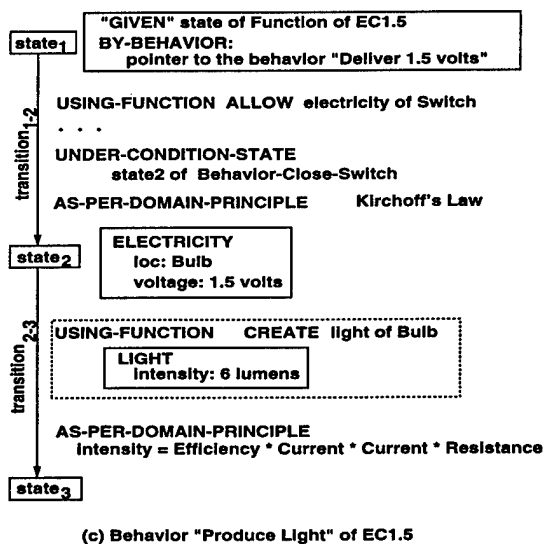 "GIVEN" state of Function of EC1.5
state1
BY-BEHAVIOR:
pointer to the behavior "Deliver 1.5 volts"
transition1-2
USING-FUNCTION ALLOW electricity of Switch
. . .
UNDER-CONDITION-STATE
state2 of Behavior-Close-Switch
AS-PER-DOMAIN-PRINCIPLE Kirchoff's Law
state2
ELECTRICITY
loc: Bulb
voltage: 1.5 volts
transition2-3
USING-FUNCTION CREATE light of Bulb
LIGHT
intensity: 6 lumens
AS-PER-DOMAIN-PRINCIPLE
intensity = Efficiency * Current * Current * Resistance
state3
(c) Behavior "Produce Light" of EC1.5